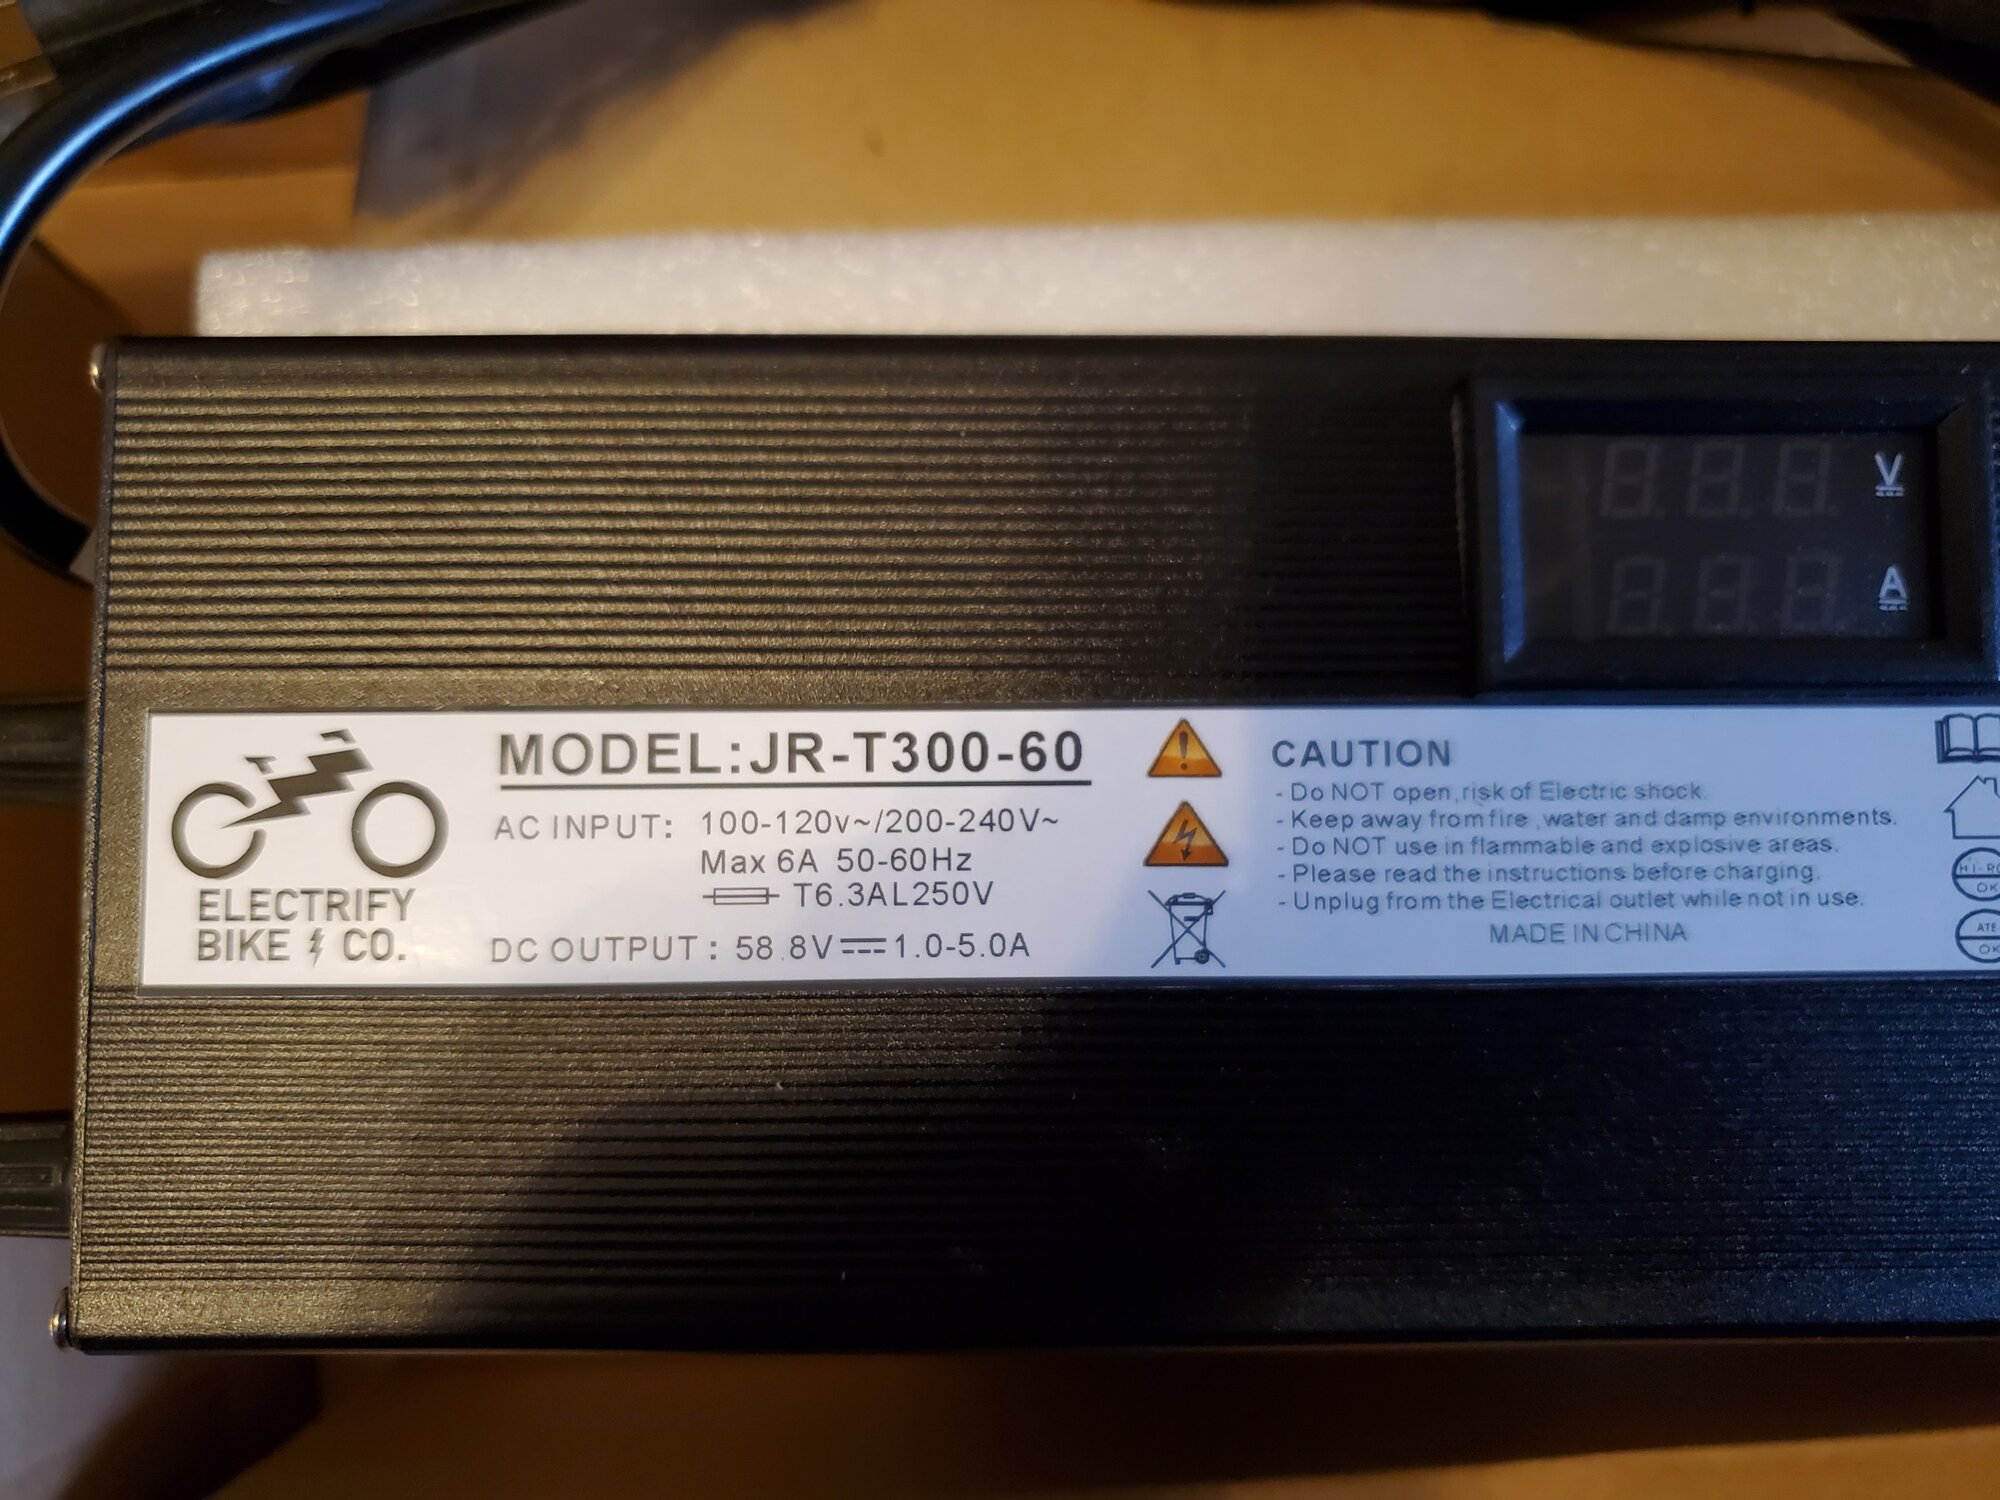 V
A
ELECTRIFY
BIKE CO.
MODEL:JR-T300-60
AC INPUT: 100-120v~/200-240V~
Max 6A 50-60Hz
T6.3AL250V
DC OUTPUT : 58.8V 1.0-5.0A
CAUTION
- Do NOT open,risk of Electric shock.
- Keep away from fire ,water and damp environments.
- Do NOT use in flammable and explosive areas.
- Please read the instructions before charging.
- Unplug from the Electrical outlet while not in use.
MADE IN CHINA
ATE
OK